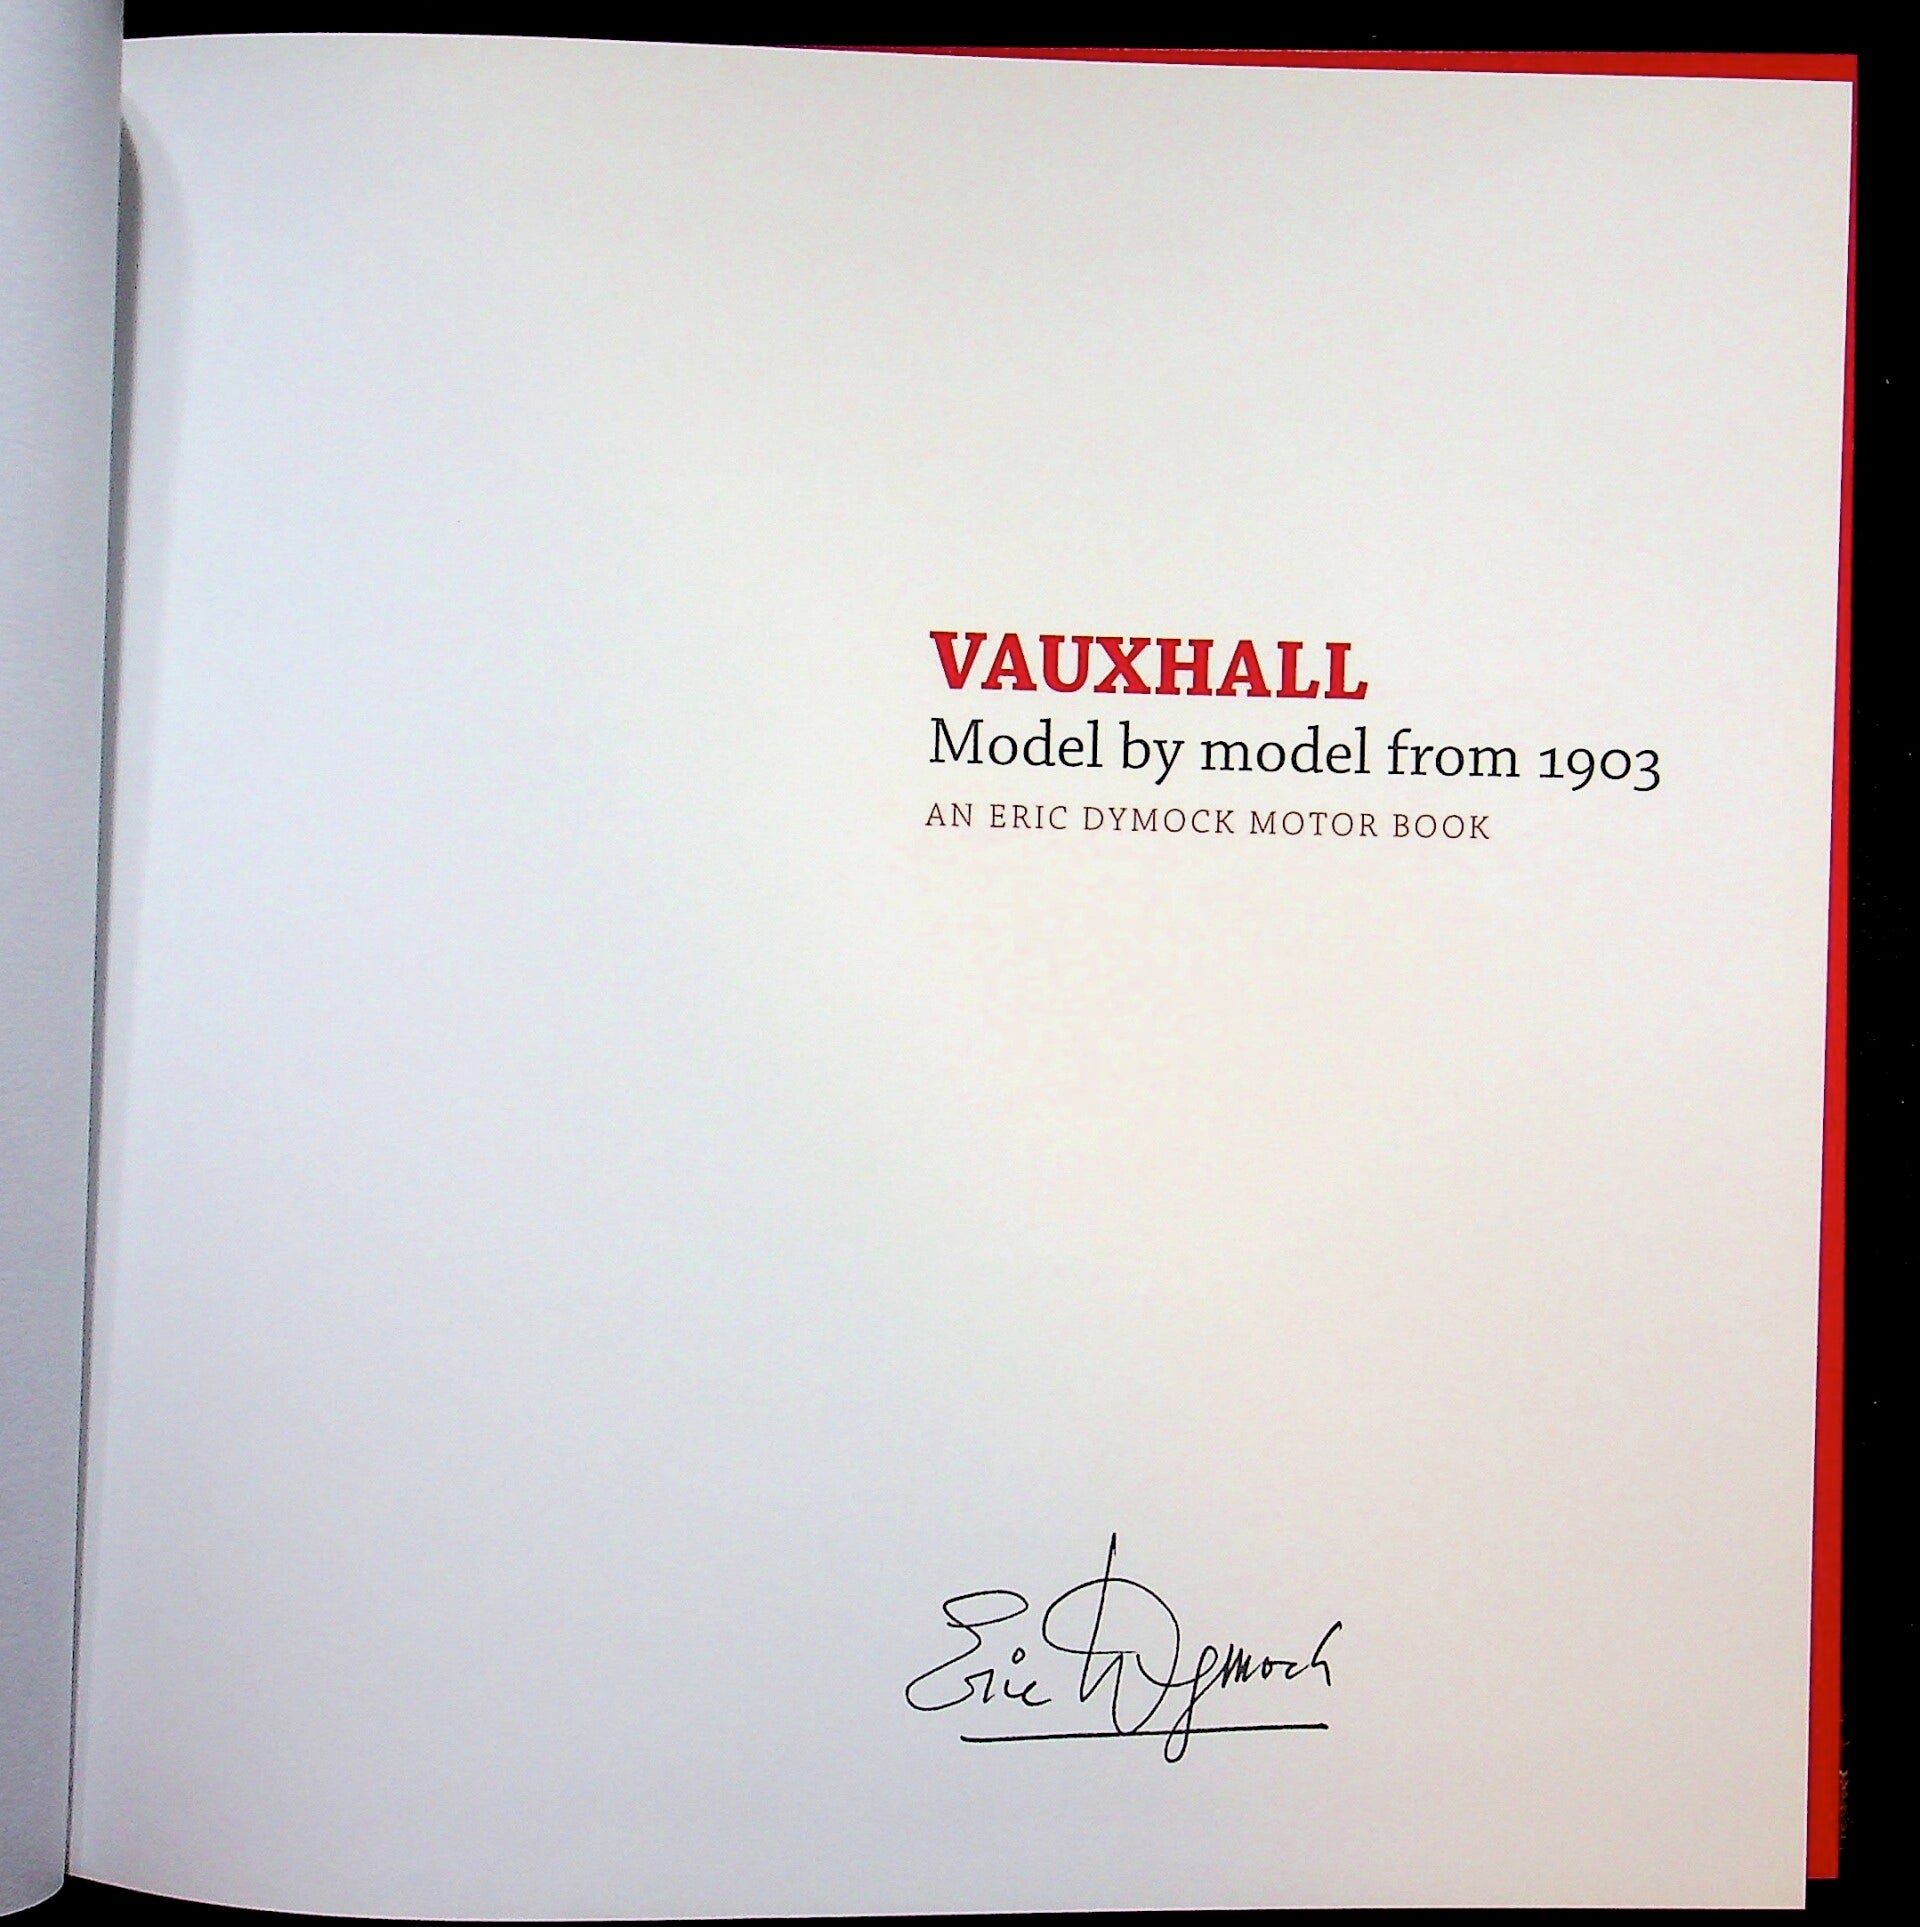 VAUXHALL
Model by model from 1903
AN ERIC DYMOCK MOTOR BOOK
Eric Dymock